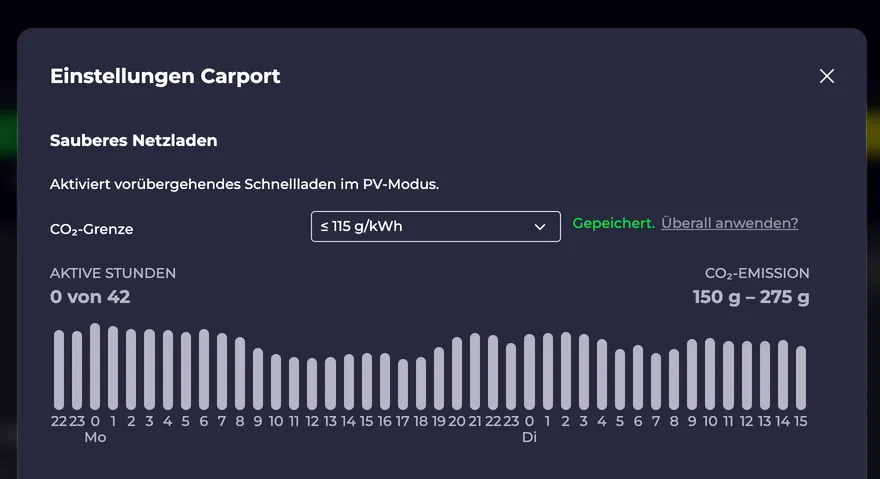 Einstellungen Carport
Sauberes Netzladen
Aktiviert vorübergehendes Schnellladen im PV-Modus.
CO₂-Grenze
≤ 115 g/kWh
Gepeichert. Überall anwenden?
AKTIVE STUNDEN
CO₂-EMISSION
0 von 42
150 g – 275 g
22 23 0 1 2 3 4 5 6 7 8 9 10 11 12 13 14 15 16 17 18 19 20 21 22 23 0 1 2 3 4 5 6 7 8 9 10 11 12 13 14 15
Mo Di